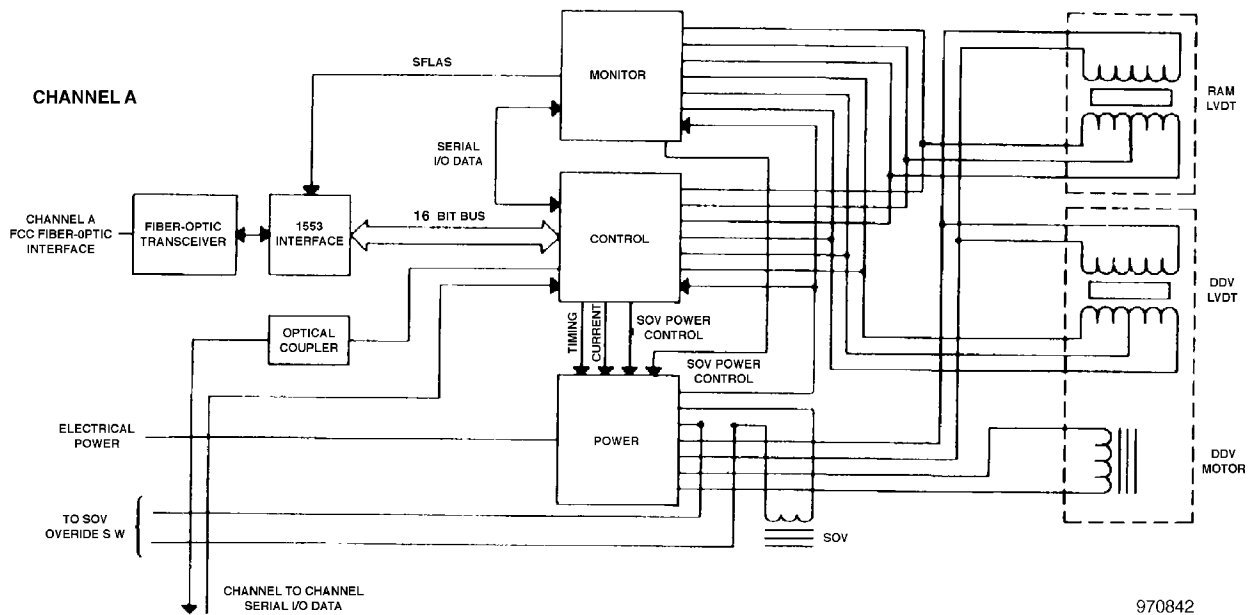 CHANNEL A
SFLAS
MONITOR
RAM
LVDT
SERIAL
I/O DATA
CHANNEL A
FCC FIBER-OPTIC
INTERFACE
FIBER-OPTIC
TRANSCEIVER
1553
INTERFACE
16 BIT BUS
CONTROL
DDV
LVDT
OPTICAL
COUPLER
TIMING
CURRENT
SOV POWER
CONTROL
SOV POWER
CONTROL
ELECTRICAL
POWER
POWER
DDV
MOTOR
TO SOV
OVERIDE S W
SOV
CHANNEL TO CHANNEL
SERIAL I/O DATA
970842